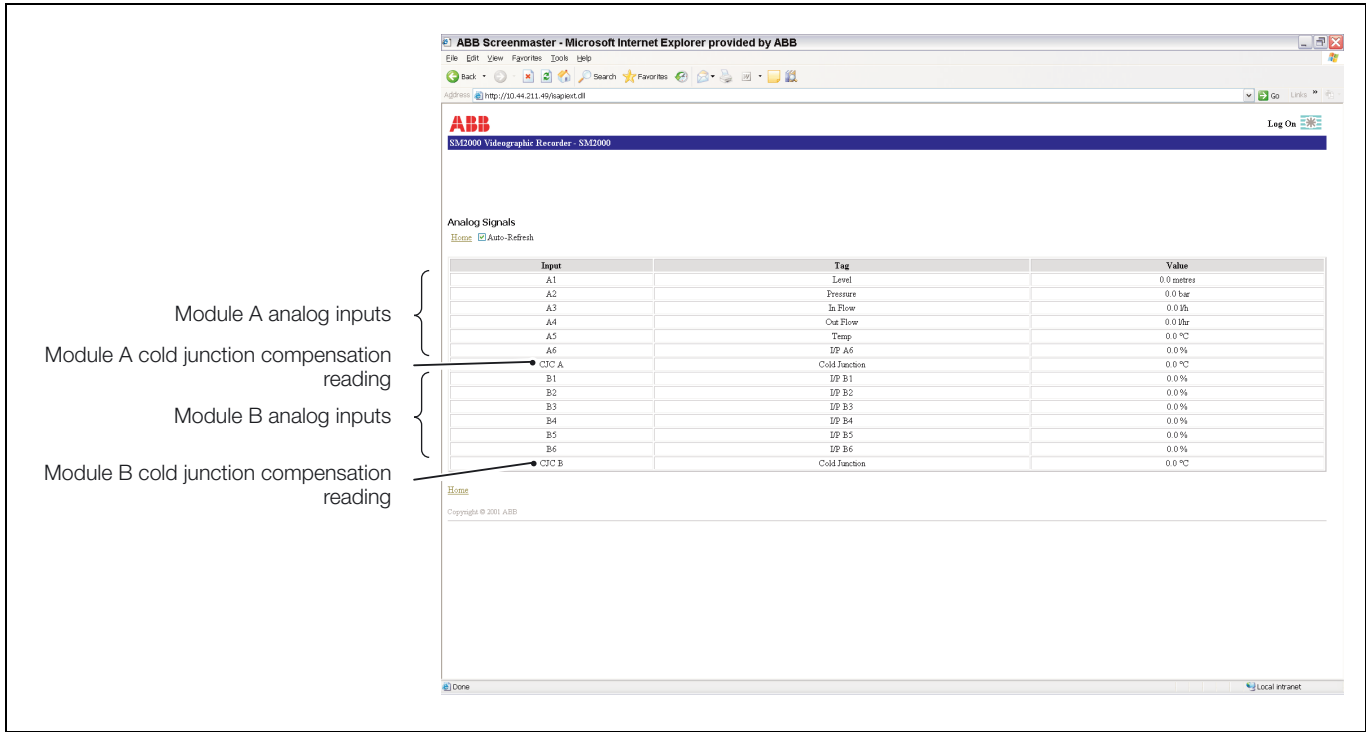 ABB Screenmaster - Microsoft Internet Explorer provided by ABB
File Edit View Favorites Tools Help
Back Search Favorites
Address http://10.44.211.49/isapiext.dll Go Links »
ABB
Log On
SM2000 Videographic Recorder - SM2000
Analog Signals
Home Auto-Refresh
Input Tag Value
A1 Level 0.0 metres
A2 Pressure 0.0 bar
A3 In Flow 0.0 l/h
A4 Out Flow 0.0 l/hr
A5 Temp 0.0 °C
A6 I/P A6 0.0 %
CJC A Cold Junction 0.0 °C
B1 I/P B1 0.0 %
B2 I/P B2 0.0 %
B3 I/P B3 0.0 %
B4 I/P B4 0.0 %
B5 I/P B5 0.0 %
B6 I/P B6 0.0 %
CJC B Cold Junction 0.0 °C
Home
Copyright © 2001 ABB
Done Local intranet
Module A analog inputs
Module A cold junction compensation
reading
Module B analog inputs
Module B cold junction compensation
reading